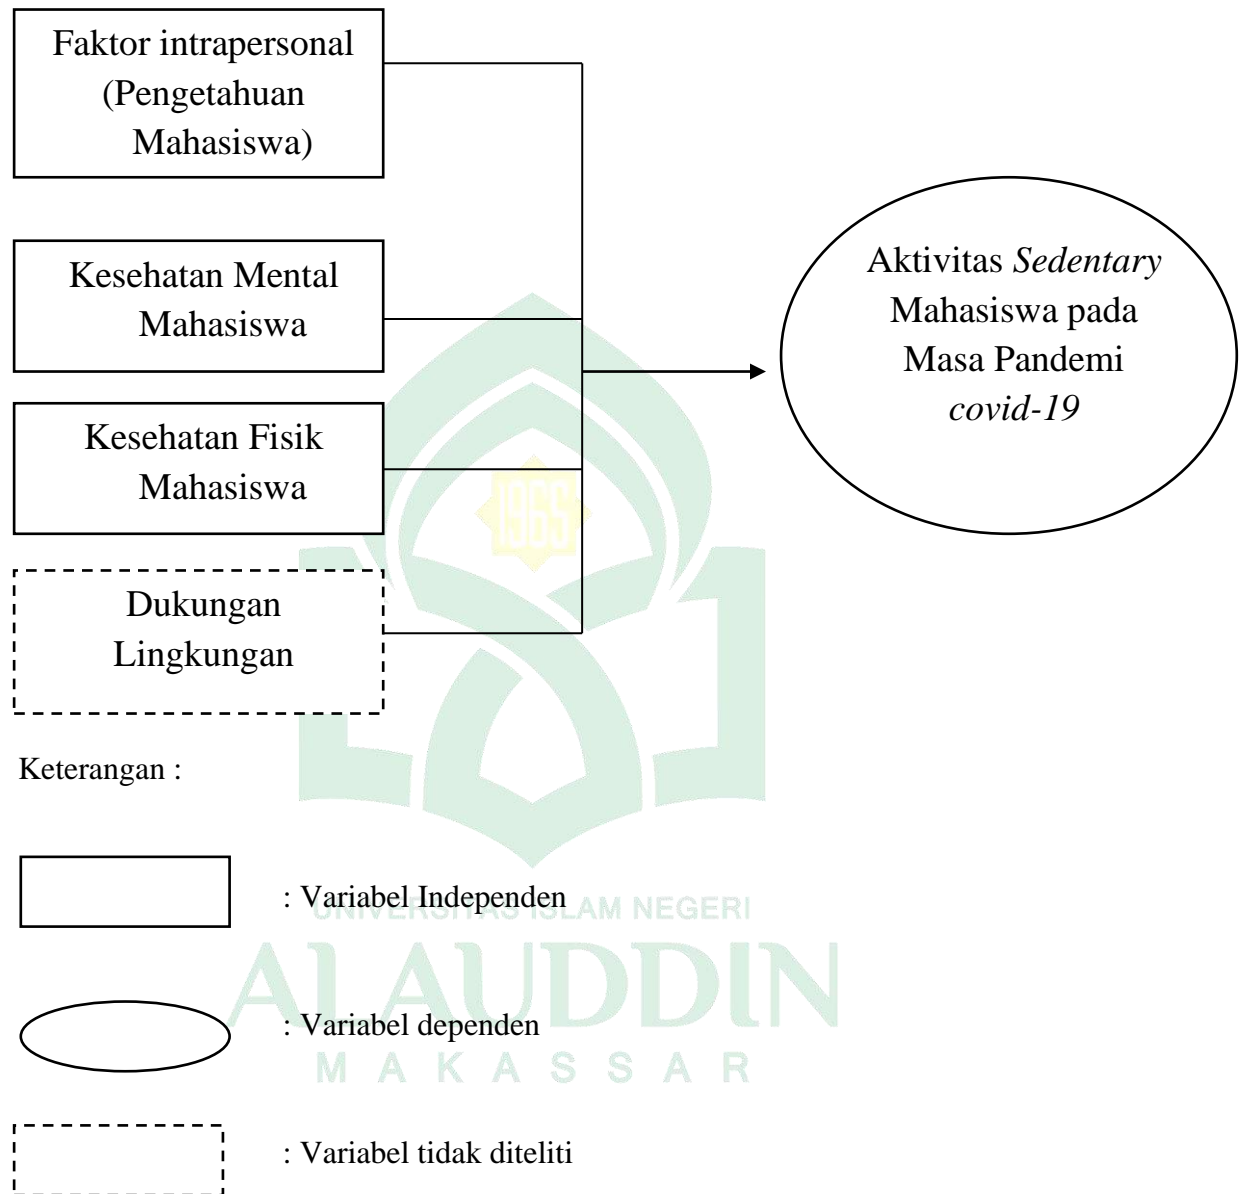 Faktor intrapersonal
(Pengetahuan
Mahasiswa)
Kesehatan Mental
Mahasiswa
Kesehatan Fisik
Mahasiswa
Dukungan
Lingkungan
Aktivitas Sedentary
Mahasiswa pada
Masa Pandemi
covid-19
Keterangan :
: Variabel Independen
: Variabel dependen
: Variabel tidak diteliti
1965
UNIVERSITAS ISLAM NEGERI
ALAUDDIN
MAKASSAR